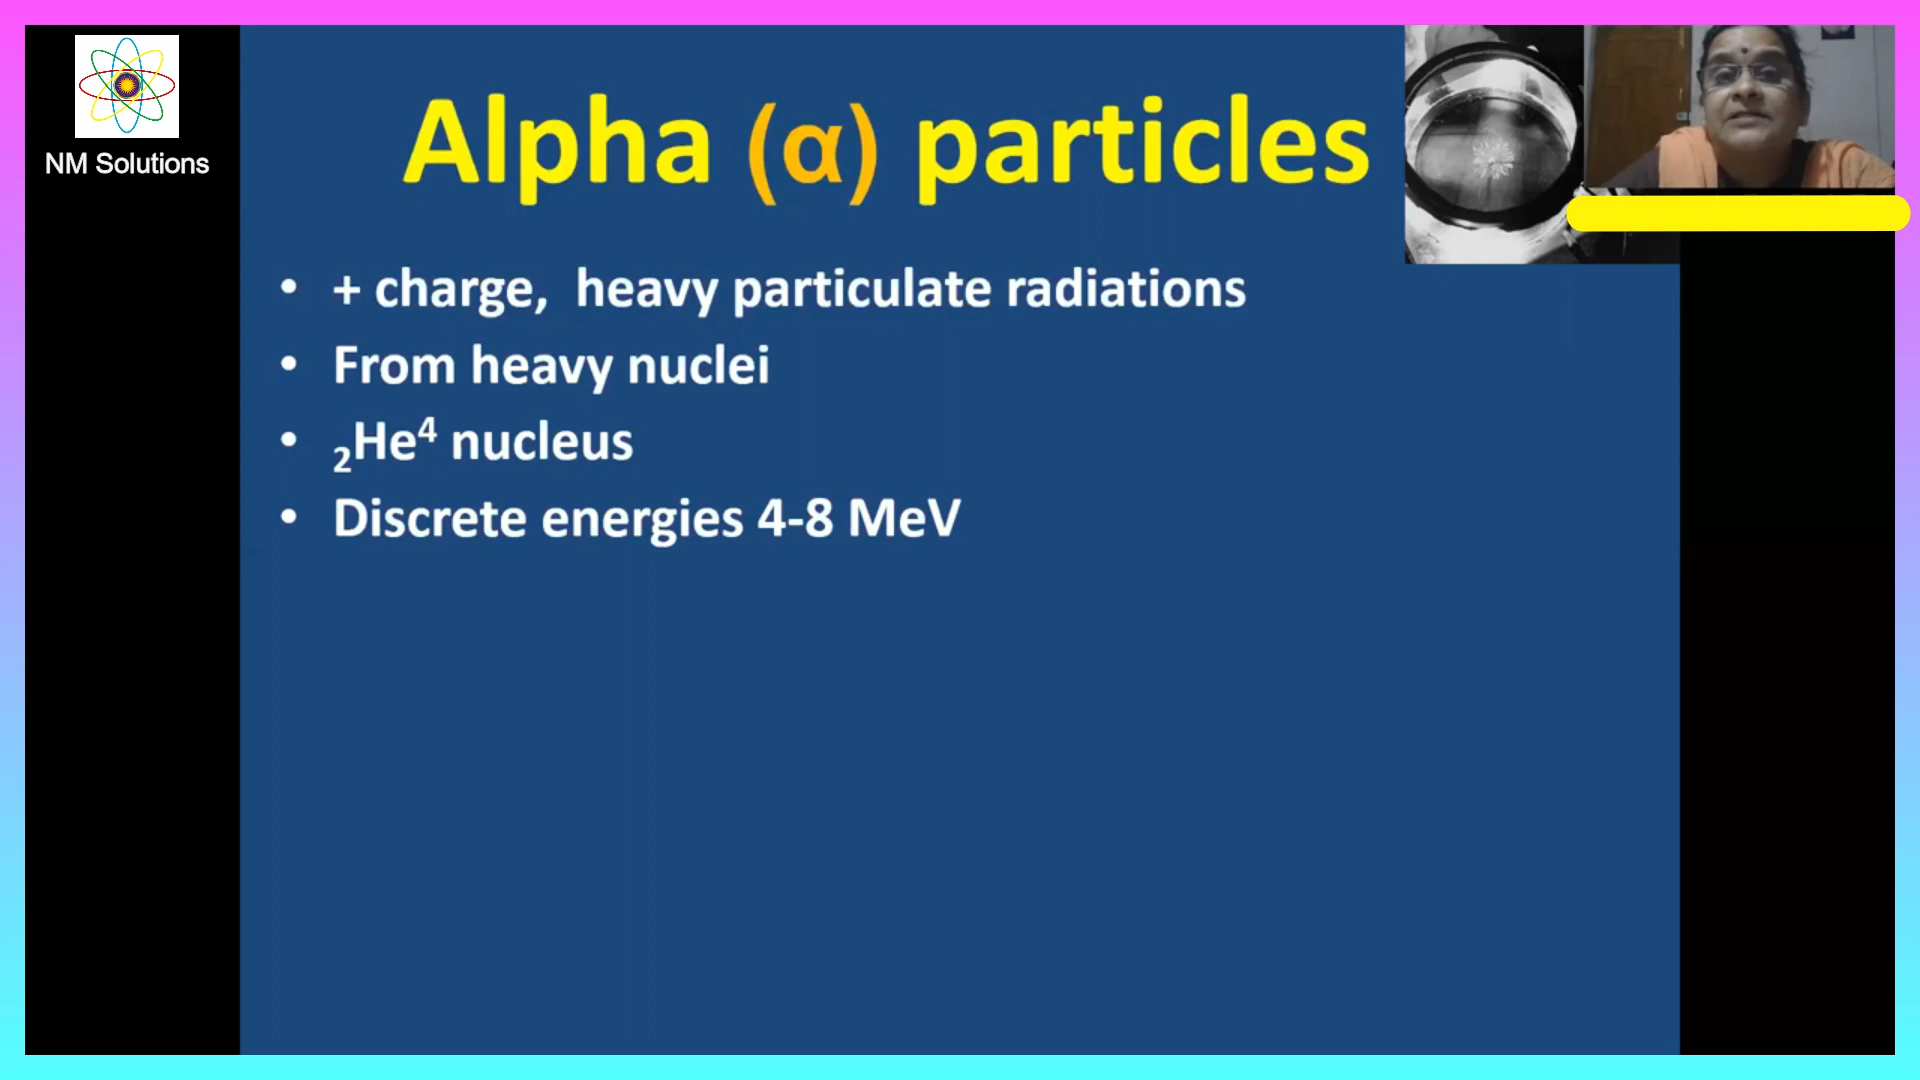 NM Solutions
Alpha (α) particles
• + charge, heavy particulate radiations
• From heavy nuclei
• ₂He⁴ nucleus
• Discrete energies 4-8 MeV